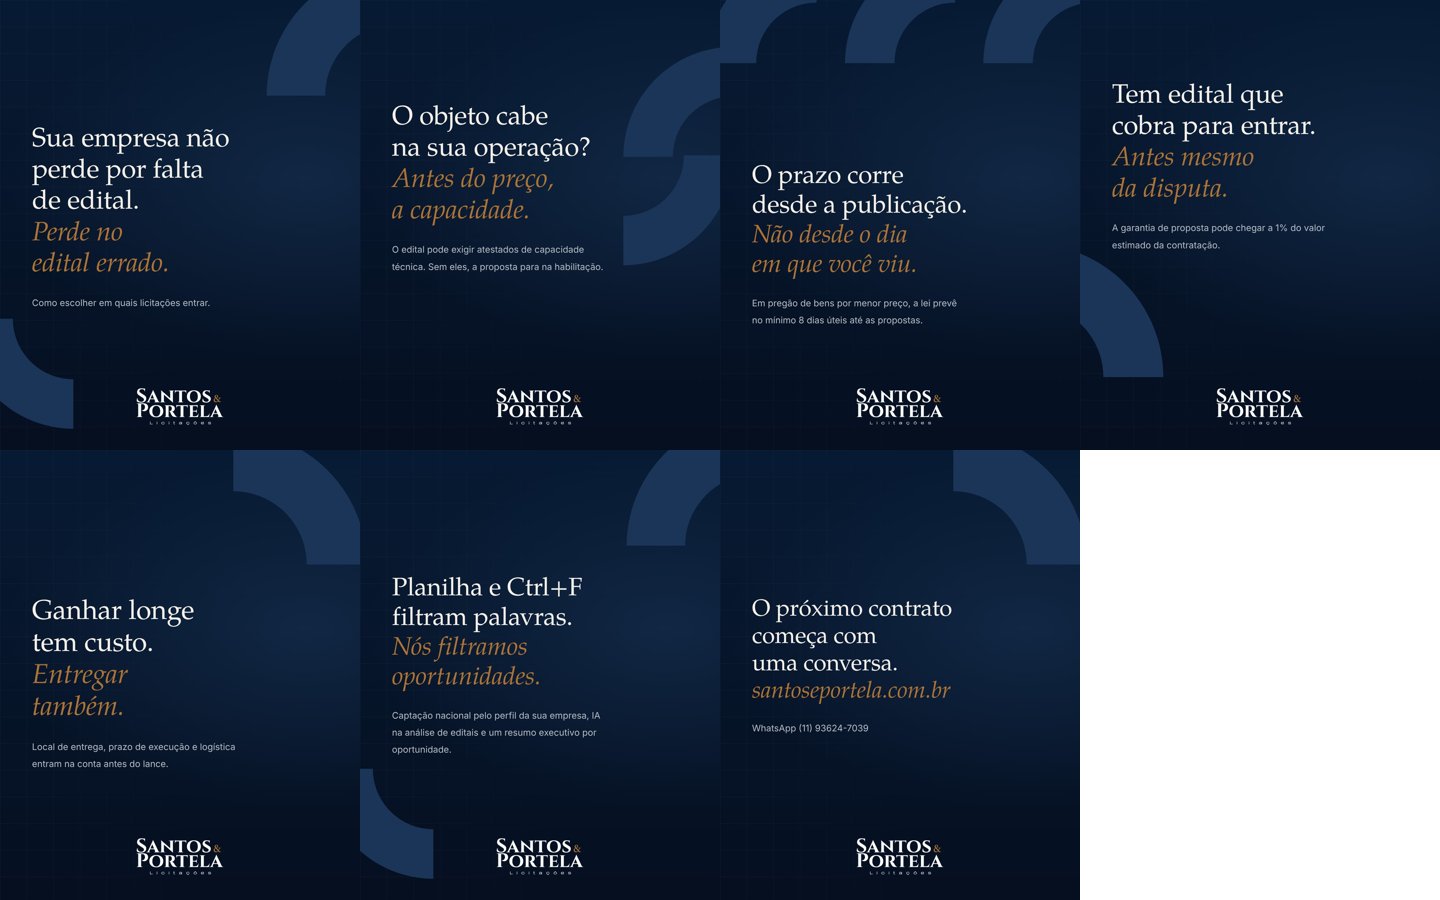 Sua empresa não
perde por falta
de edital.
Perde no
edital errado.
Como escolher em quais licitações entrar.
SANTOS &
PORTELA
Licitações
O objeto cabe
na sua operação?
Antes do preço,
a capacidade.
O edital pode exigir atestados de capacidade
técnica. Sem eles, a proposta para na habilitação.
SANTOS &
PORTELA
Licitações
O prazo corre
desde a publicação.
Não desde o dia
em que você viu.
Em pregão de bens por menor preço, a lei prevê
no mínimo 8 dias úteis até as propostas.
SANTOS &
PORTELA
Licitações
Tem edital que
cobra para entrar.
Antes mesmo
da disputa.
A garantia de proposta pode chegar a 1% do valor
estimado da contratação.
SANTOS &
PORTELA
Licitações
Ganhar longe
tem custo.
Entregar
também.
Local de entrega, prazo de execução e logística
entram na conta antes do lance.
SANTOS &
PORTELA
Licitações
Planilha e Ctrl+F
filtram palavras.
Nós filtramos
oportunidades.
Captação nacional pelo perfil da sua empresa, IA
na análise de editais e um resumo executivo por
oportunidade.
SANTOS &
PORTELA
Licitações
O próximo contrato
começa com
uma conversa.
santoseportela.com.br
WhatsApp (11) 93624-7039
SANTOS &
PORTELA
Licitações